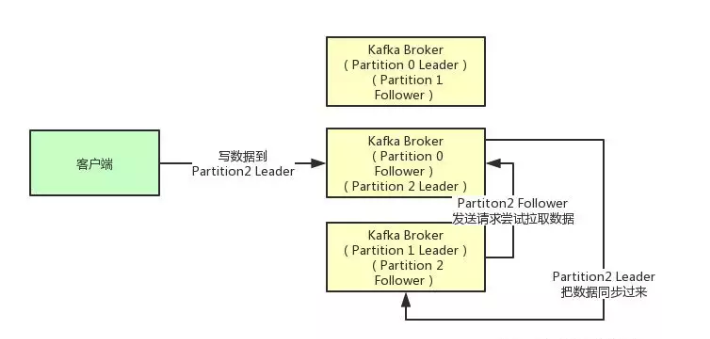 Kafka Broker
( Partition 0 Leader )
( Partition 1
Follower )
客户端
写数据到
Partition2 Leader
Kafka Broker
( Partition 0
Follower )
( Partition 2 Leader )
Partiton2 Follower
发送请求尝试拉取数据
Kafka Broker
( Partition 1 Leader )
( Partition 2
Follower )
Partition2 Leader
把数据同步过来